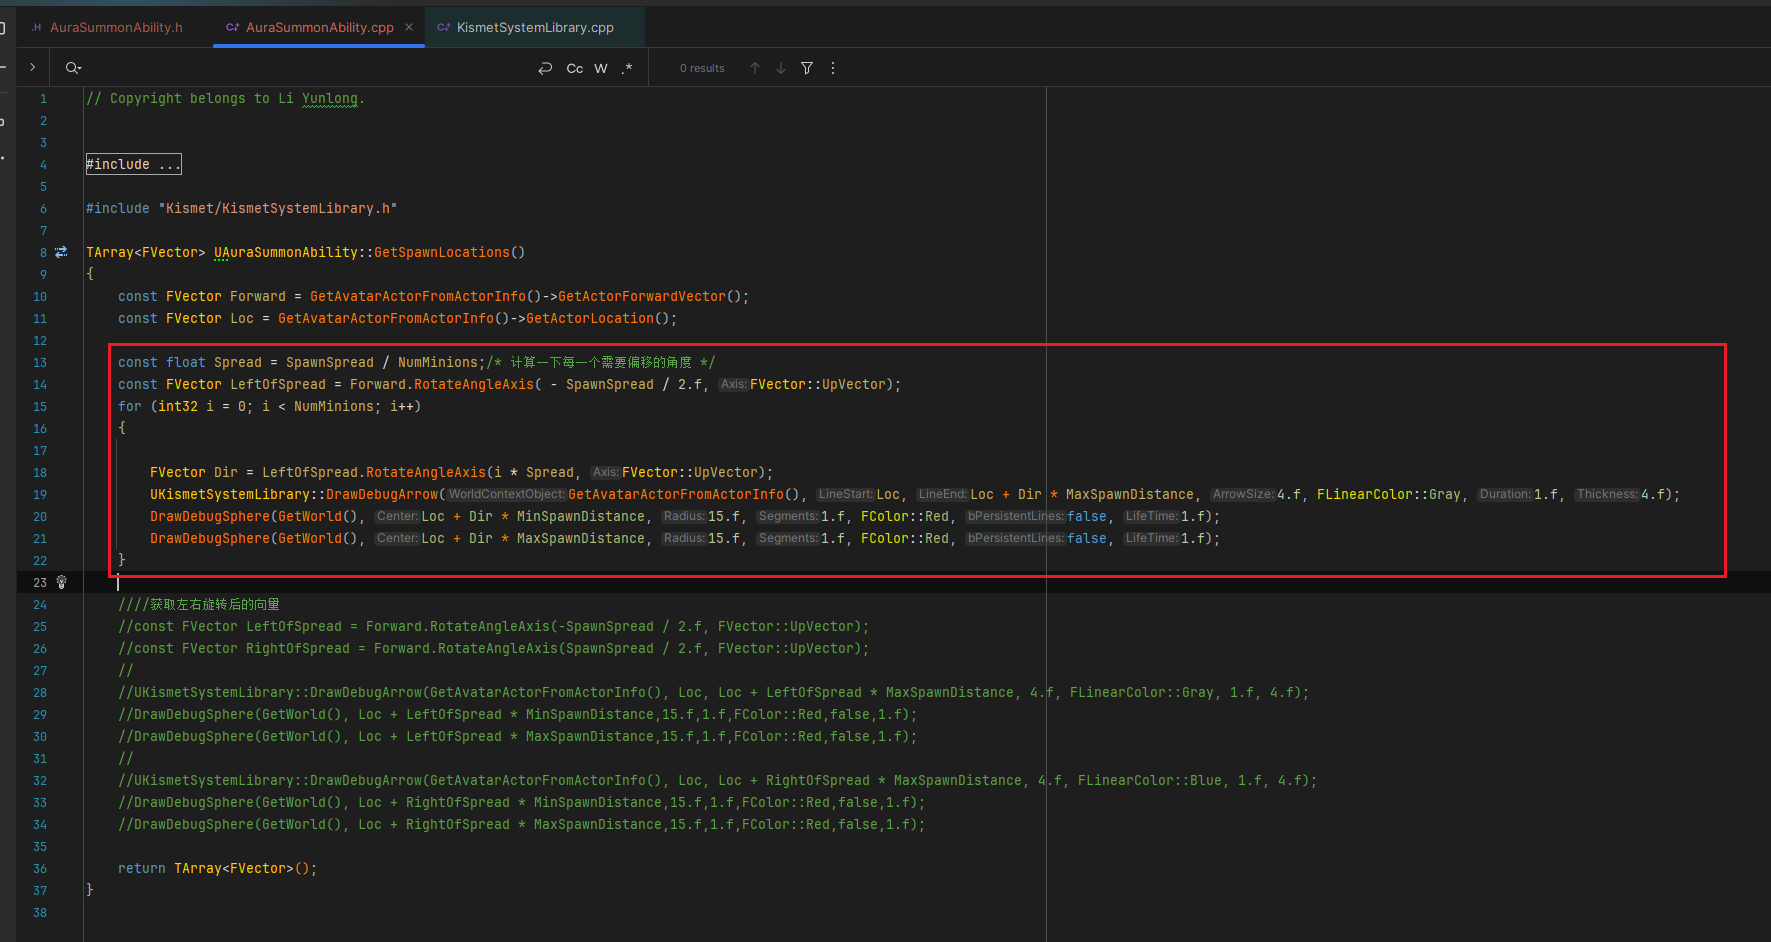 AuraSummonAbility.h AuraSummonAbility.cpp KismetSystemLibrary.cpp
Cc W .* 0 results
1 // Copyright belongs to Li Yunlong.
2
3
4 #include ...
5
6 #include "Kismet/KismetSystemLibrary.h"
7
8 TArray<FVector> UAuraSummonAbility::GetSpawnLocations()
9 {
10 const FVector Forward = GetAvatarActorFromActorInfo()->GetActorForwardVector();
11 const FVector Loc = GetAvatarActorFromActorInfo()->GetActorLocation();
12
13 const float Spread = SpawnSpread / NumMinions;/* 计算一下每一个需要偏移的角度 */
14 const FVector LeftOfSpread = Forward.RotateAngleAxis( - SpawnSpread / 2.f, Axis:FVector::UpVector);
15 for (int32 i = 0; i < NumMinions; i++)
16 {
17
18 FVector Dir = LeftOfSpread.RotateAngleAxis(i * Spread, Axis:FVector::UpVector);
19 UKismetSystemLibrary::DrawDebugArrow(WorldContextObject:GetAvatarActorFromActorInfo(), LineStart:Loc, LineEnd:Loc + Dir * MaxSpawnDistance, ArrowSize:4.f, FLinearColor::Gray, Duration:1.f, Thickness:4.f);
20 DrawDebugSphere(GetWorld(), Center:Loc + Dir * MinSpawnDistance, Radius:15.f, Segments:1.f, FColor::Red, bPersistentLines:false, LifeTime:1.f);
21 DrawDebugSphere(GetWorld(), Center:Loc + Dir * MaxSpawnDistance, Radius:15.f, Segments:1.f, FColor::Red, bPersistentLines:false, LifeTime:1.f);
22 }
23
24 ////获取左右旋转后的向量
25 //const FVector LeftOfSpread = Forward.RotateAngleAxis(-SpawnSpread / 2.f, FVector::UpVector);
26 //const FVector RightOfSpread = Forward.RotateAngleAxis(SpawnSpread / 2.f, FVector::UpVector);
27 //
28 //UKismetSystemLibrary::DrawDebugArrow(GetAvatarActorFromActorInfo(), Loc, Loc + LeftOfSpread * MaxSpawnDistance, 4.f, FLinearColor::Gray, 1.f, 4.f);
29 //DrawDebugSphere(GetWorld(), Loc + LeftOfSpread * MinSpawnDistance,15.f,1.f,FColor::Red,false,1.f);
30 //DrawDebugSphere(GetWorld(), Loc + LeftOfSpread * MaxSpawnDistance,15.f,1.f,FColor::Red,false,1.f);
31 //
32 //UKismetSystemLibrary::DrawDebugArrow(GetAvatarActorFromActorInfo(), Loc, Loc + RightOfSpread * MaxSpawnDistance, 4.f, FLinearColor::Blue, 1.f, 4.f);
33 //DrawDebugSphere(GetWorld(), Loc + RightOfSpread * MinSpawnDistance,15.f,1.f,FColor::Red,false,1.f);
34 //DrawDebugSphere(GetWorld(), Loc + RightOfSpread * MaxSpawnDistance,15.f,1.f,FColor::Red,false,1.f);
35
36 return TArray<FVector>();
37 }
38